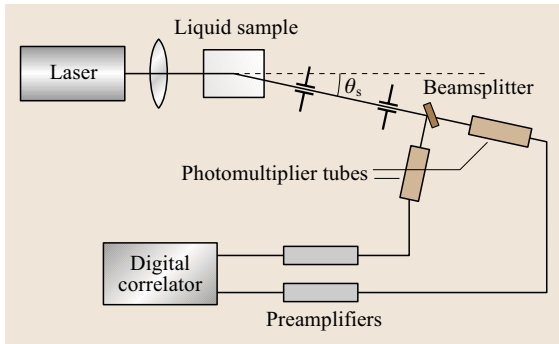 Liquid sample
Laser
θs
Beamsplitter
Photomultiplier tubes
Digital
correlator
Preamplifiers